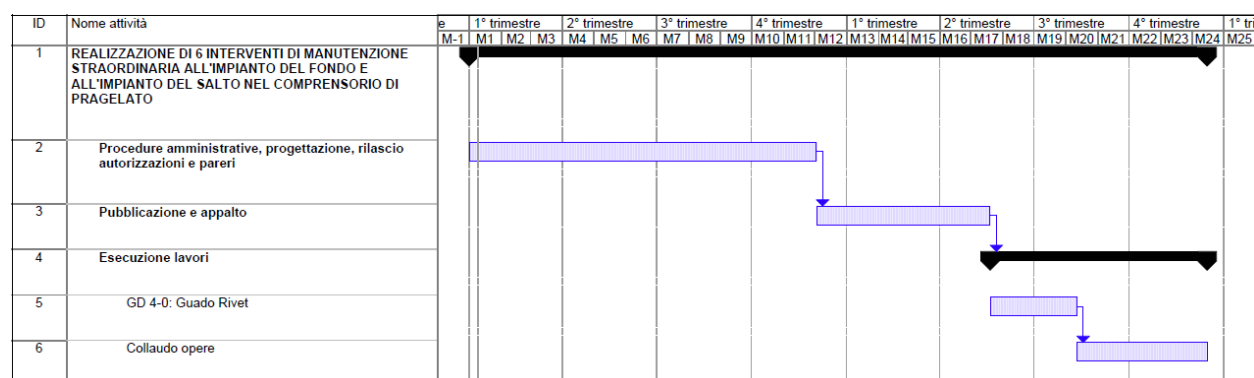 ID Nome attività e 1° trimestre 2° trimestre 3° trimestre 4° trimestre 1° trimestre 2° trimestre 3° trimestre 4° trimestre 1° tri
M-1 M1 M2 M3 M4 M5 M6 M7 M8 M9 M10 M11 M12 M13 M14 M15 M16 M17 M18 M19 M20 M21 M22 M23 M24 M25
1 REALIZZAZIONE DI 6 INTERVENTI DI MANUTENZIONE
STRAORDINARIA ALL'IMPIANTO DEL FONDO E
ALL'IMPIANTO DEL SALTO NEL COMPRENSORIO DI
PRAGELATO
2 Procedure amministrative, progettazione, rilascio
autorizzazioni e pareri
3 Pubblicazione e appalto
4 Esecuzione lavori
5 GD 4-0: Guado Rivet
6 Collaudo opere